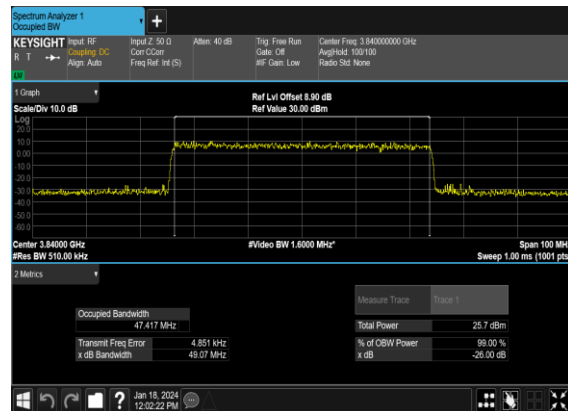 Spectrum Analyzer 1
Occupied BW
KEYSIGHT
R T
LW
Input: RF
Coupling: DC
Align: Auto
Input Z: 50 Ω
Corr CCorr
Freq Ref: Int (S)
Atten: 40 dB
Trig: Free Run
Gate: Off
#IF Gain: Low
Center Freq: 3.840000000 GHz
Avg|Hold: 100/100
Radio Std: None
1 Graph
Scale/Div 10.0 dB
Ref Lvl Offset 8.90 dB
Ref Value 30.00 dBm
Log
20.0
10.0
0.00
-10.0
-20.0
-30.0
-40.0
-50.0
-60.0
Center 3.84000 GHz
#Res BW 510.00 kHz
#Video BW 1.6000 MHz*
Span 100 MH
Sweep 1.00 ms (1001 pts
2 Metrics
Measure Trace Trace 1
Occupied Bandwidth
47.417 MHz
Total Power 25.7 dBm
Transmit Freq Error 4.851 kHz
% of OBW Power 99.00 %
x dB Bandwidth 49.07 MHz
x dB -26.00 dB
Jan 18, 2024
12:02:22 PM